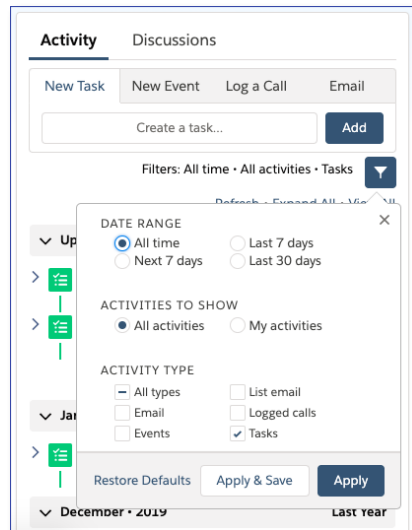 Activity Discussions
New Task New Event Log a Call Email
Create a task... Add
Filters: All time • All activities • Tasks
Refresh • Expand All • View All
DATE RANGE
All time Last 7 days
Next 7 days Last 30 days
ACTIVITIES TO SHOW
All activities My activities
ACTIVITY TYPE
All types List email
Email Logged calls
Events Tasks
Restore Defaults Apply & Save Apply
December • 2019 Last Year